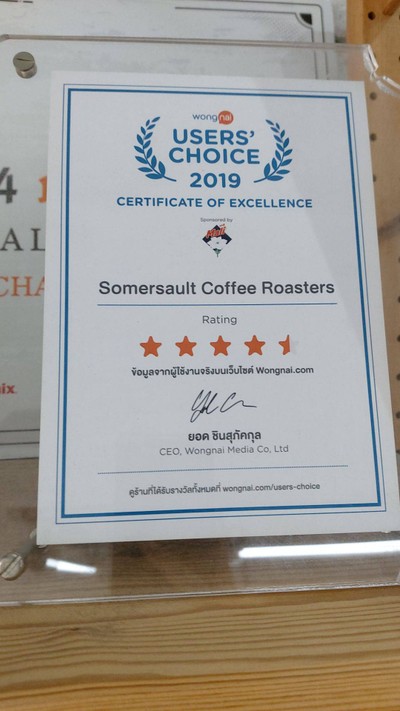 wongnai
USERS'
CHOICE
2019
CERTIFICATE OF EXCELLENCE
Sponsored by
Somersault Coffee Roasters
Rating
ข้อมูลจากผู้ใช้งานจริงบนเว็บไซต์ Wongnai.com
ยอด ชินสุภัคกุล
CEO, Wongnai Media Co., Ltd
ดูร้านที่ได้รับรางวัลทั้งหมดที่ wongnai.com/users-choice
4
A L
CHA
ix